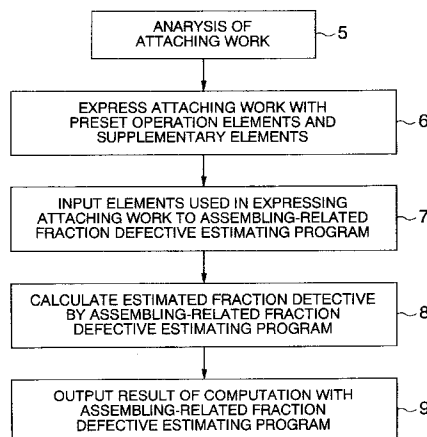 ANARYSIS OF
ATTACHING WORK
5
EXPRESS ATTACHING WORK WITH
PRESET OPERATION ELEMENTS AND
SUPPLEMENTARY ELEMENTS
6
INPUT ELEMENTS USED IN EXPRESSING
ATTACHING WORK TO ASSEMBLING-RELATED
FRACTION DEFECTIVE ESTIMATING PROGRAM
7
CALCULATE ESTIMATED FRACTION DETECTIVE
BY ASSEMBLING-RELATED FRACTION
DEFECTIVE ESTIMATING PROGRAM
8
OUTPUT RESULT OF COMPUTATION WITH
ASSEMBLING-RELATED FRACTION
DEFECTIVE ESTIMATING PROGRAM
9